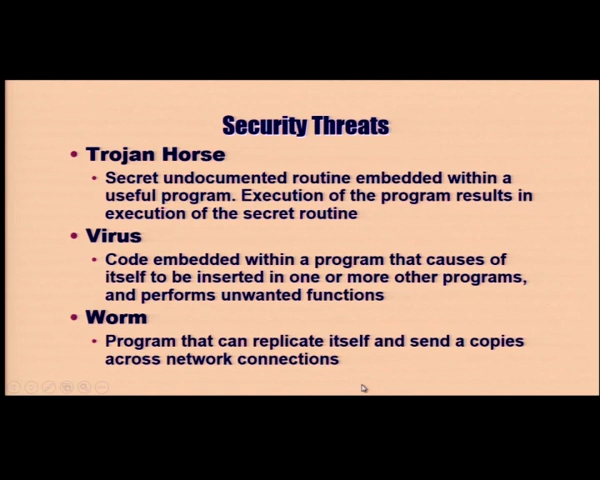 Security Threats
• Trojan Horse
• Secret undocumented routine embedded within a
useful program. Execution of the program results in
execution of the secret routine
• Virus
• Code embedded within a program that causes of
itself to be inserted in one or more other programs,
and performs unwanted functions
• Worm
• Program that can replicate itself and send a copies
across network connections